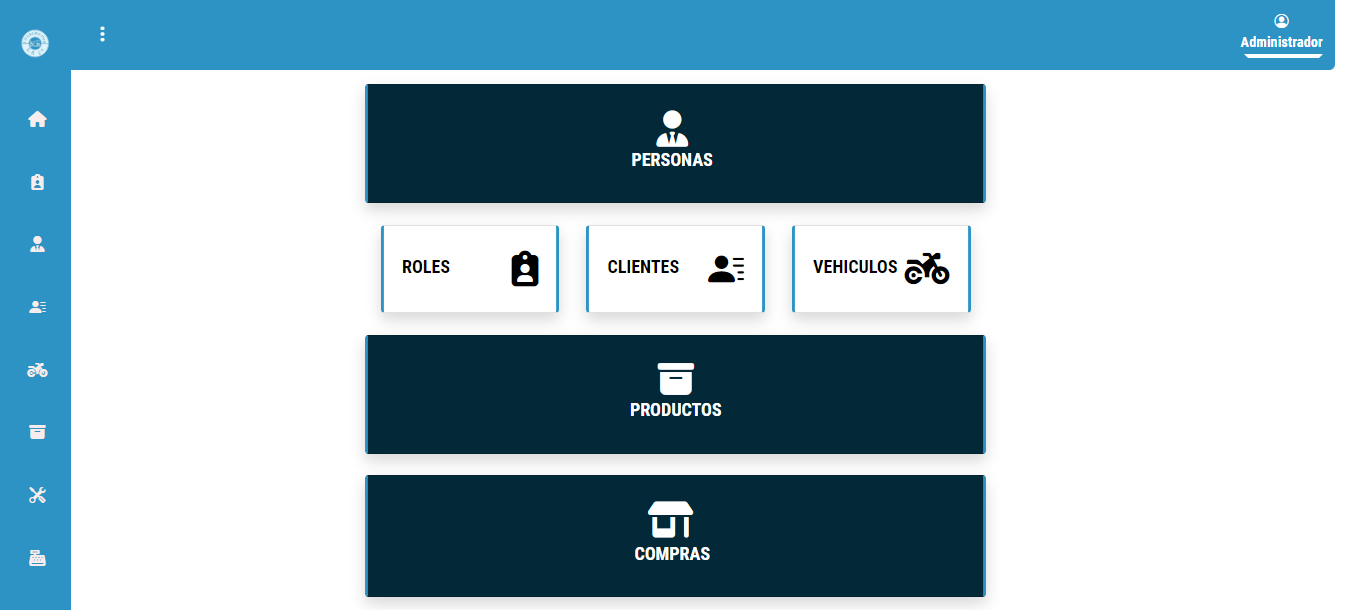 Administrador
PERSONAS
ROLES
CLIENTES
VEHICULOS
PRODUCTOS
COMPRAS